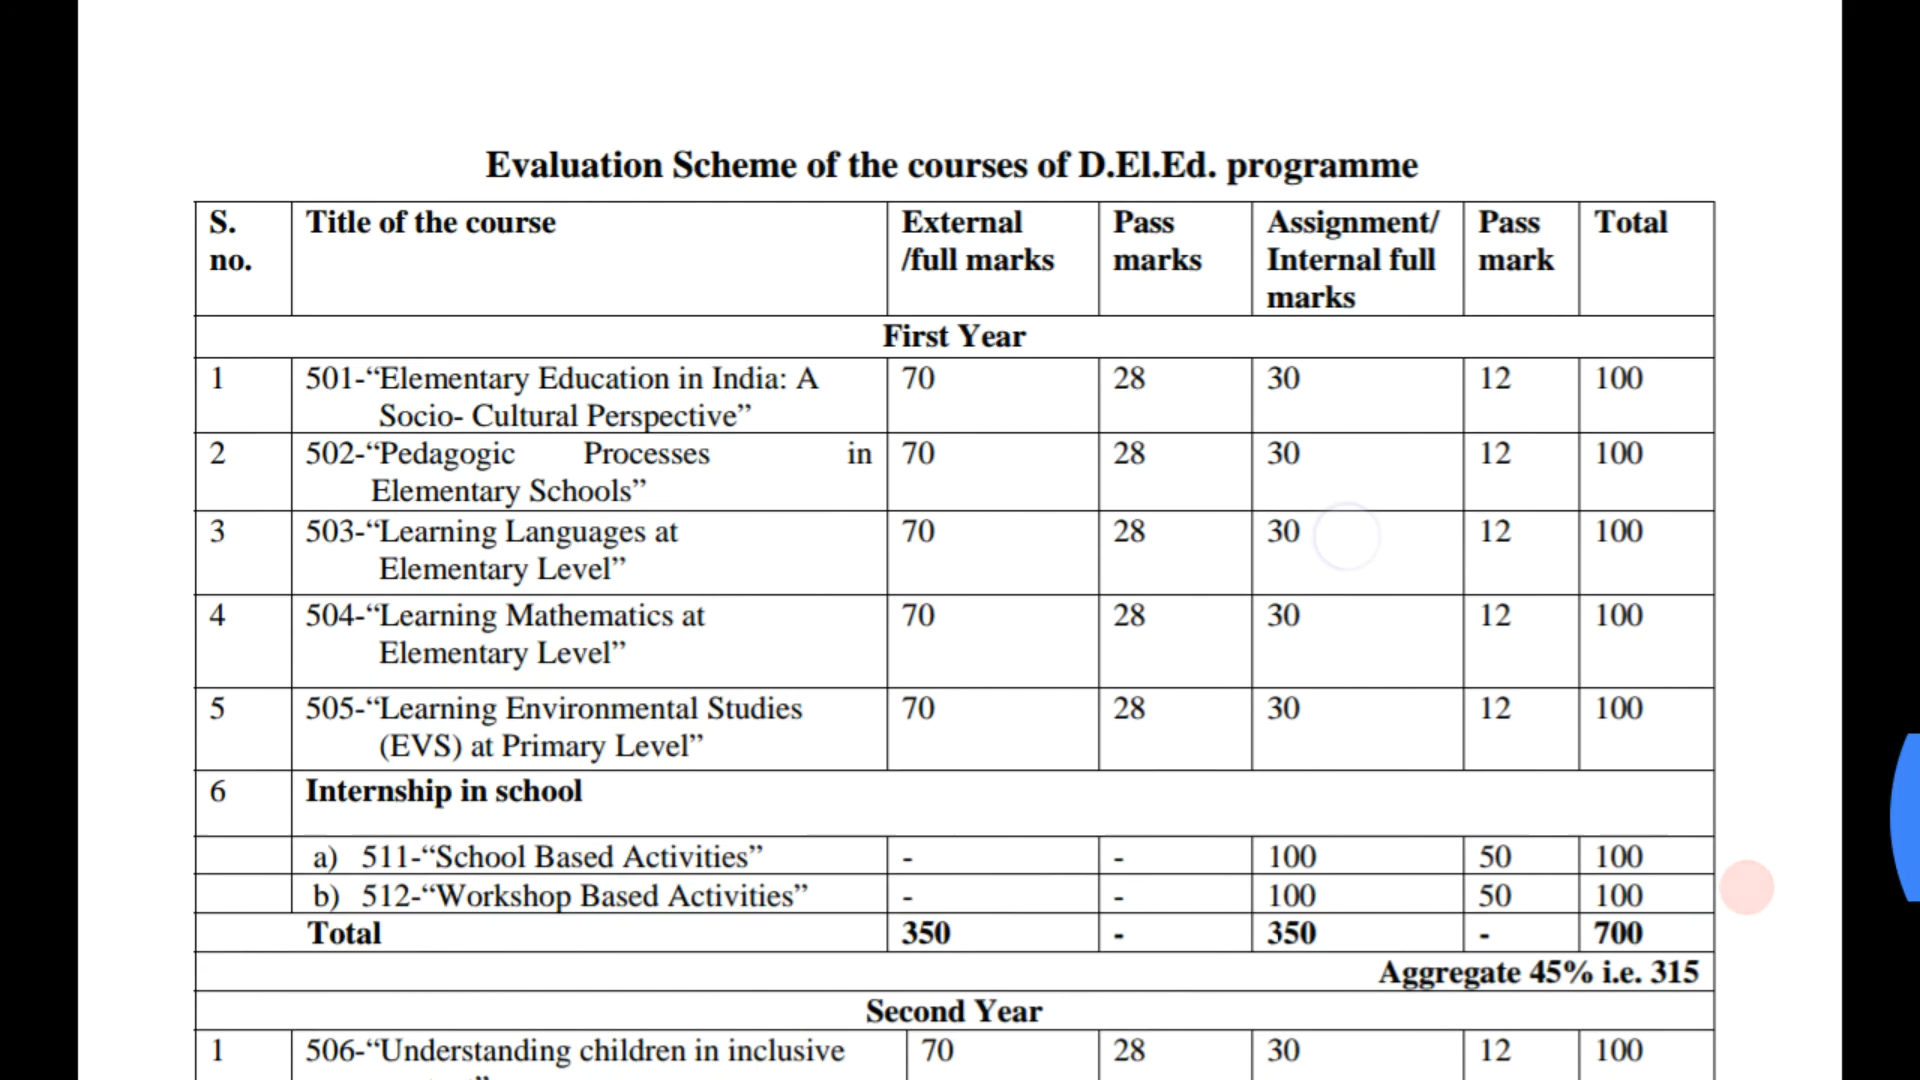 Evaluation Scheme of the courses of D.El.Ed. programme
S. no. Title of the course External /full marks Pass marks Assignment/ Internal full marks Pass mark Total
First Year
1 501-“Elementary Education in India: A 70 28 30 12 100
Socio- Cultural Perspective”
2 502-“Pedagogic Processes in 70 28 30 12 100
Elementary Schools”
3 503-“Learning Languages at 70 28 30 12 100
Elementary Level”
4 504-“Learning Mathematics at 70 28 30 12 100
Elementary Level”
5 505-“Learning Environmental Studies 70 28 30 12 100
(EVS) at Primary Level”
6 Internship in school
a) 511-“School Based Activities” - - 100 50 100
b) 512-“Workshop Based Activities” - - 100 50 100
Total 350 - 350 - 700
Aggregate 45% i.e. 315
Second Year
1 506-“Understanding children in inclusive 70 28 30 12 100